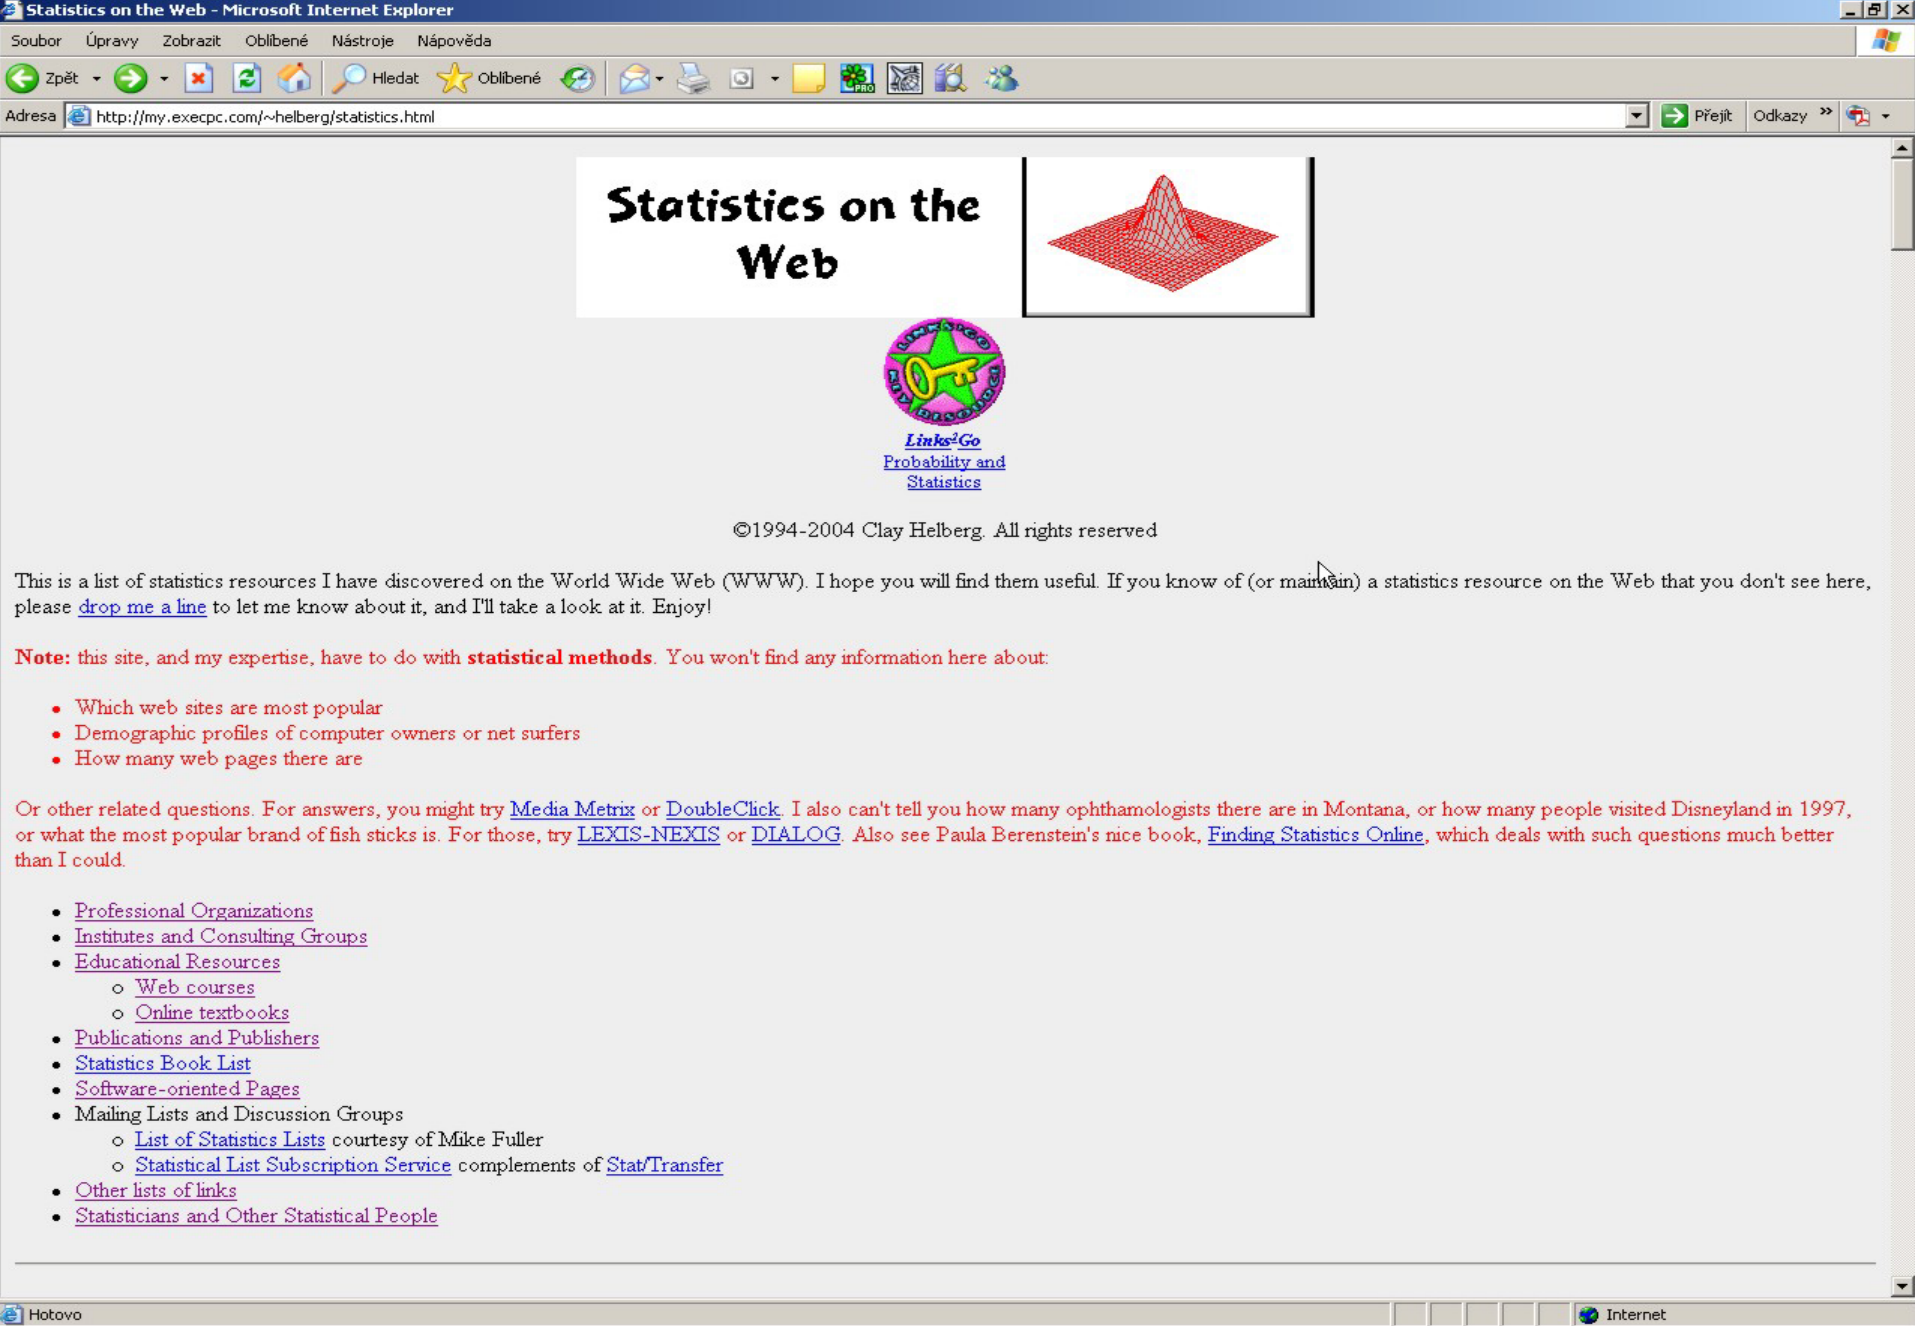 Statistics on the Web - Microsoft Internet Explorer
Soubor Úpravy Zobrazit Oblíbené Nástroje Nápověda
Zpět Hledat Oblíbené PRO
Adresa http://my.execpc.com/~helberg/statistics.html Přejít Odkazy »
Statistics on the
Web
LINKS2GO
KEY RESOURCE
Links2Go
Probability and
Statistics
©1994-2004 Clay Helberg. All rights reserved
This is a list of statistics resources I have discovered on the World Wide Web (WWW). I hope you will find them useful. If you know of (or maintain) a statistics resource on the Web that you don't see here,
please drop me a line to let me know about it, and I'll take a look at it. Enjoy!
Note: this site, and my expertise, have to do with statistical methods. You won't find any information here about:
• Which web sites are most popular
• Demographic profiles of computer owners or net surfers
• How many web pages there are
Or other related questions. For answers, you might try Media Metrix or DoubleClick. I also can't tell you how many ophthamologists there are in Montana, or how many people visited Disneyland in 1997,
or what the most popular brand of fish sticks is. For those, try LEXIS-NEXIS or DIALOG. Also see Paula Berenstein's nice book, Finding Statistics Online, which deals with such questions much better
than I could.
• Professional Organizations
• Institutes and Consulting Groups
• Educational Resources
o Web courses
o Online textbooks
• Publications and Publishers
• Statistics Book List
• Software-oriented Pages
• Mailing Lists and Discussion Groups
o List of Statistics Lists courtesy of Mike Fuller
o Statistical List Subscription Service complements of Stat/Transfer
• Other lists of links
• Statisticians and Other Statistical People
Hotovo Internet